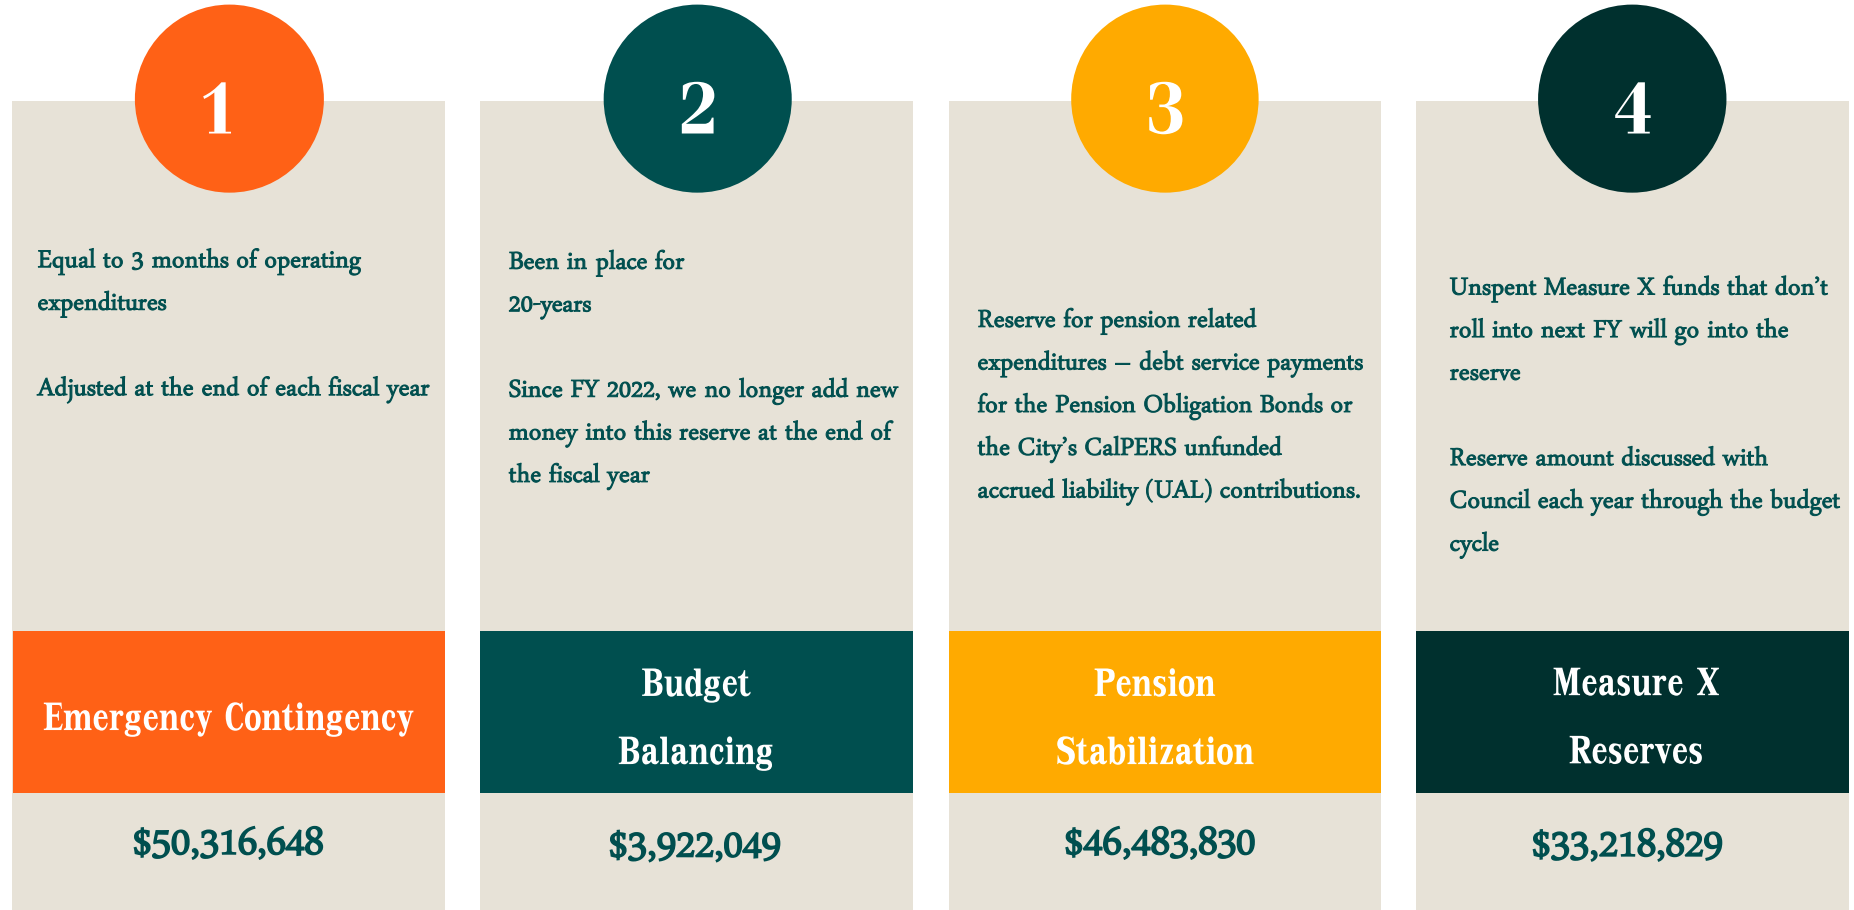 1
Equal to 3 months of operating
expenditures
Adjusted at the end of each fiscal year
Emergency Contingency
$50,316,648
2
Been in place for
20-years
Since FY 2022, we no longer add new
money into this reserve at the end of
the fiscal year
Budget
Balancing
$3,922,049
3
Reserve for pension related
expenditures – debt service payments
for the Pension Obligation Bonds or
the City’s CalPERS unfunded
accrued liability (UAL) contributions.
Pension
Stabilization
$46,483,830
4
Unspent Measure X funds that don’t
roll into next FY will go into the
reserve
Reserve amount discussed with
Council each year through the budget
cycle
Measure X
Reserves
$33,218,829